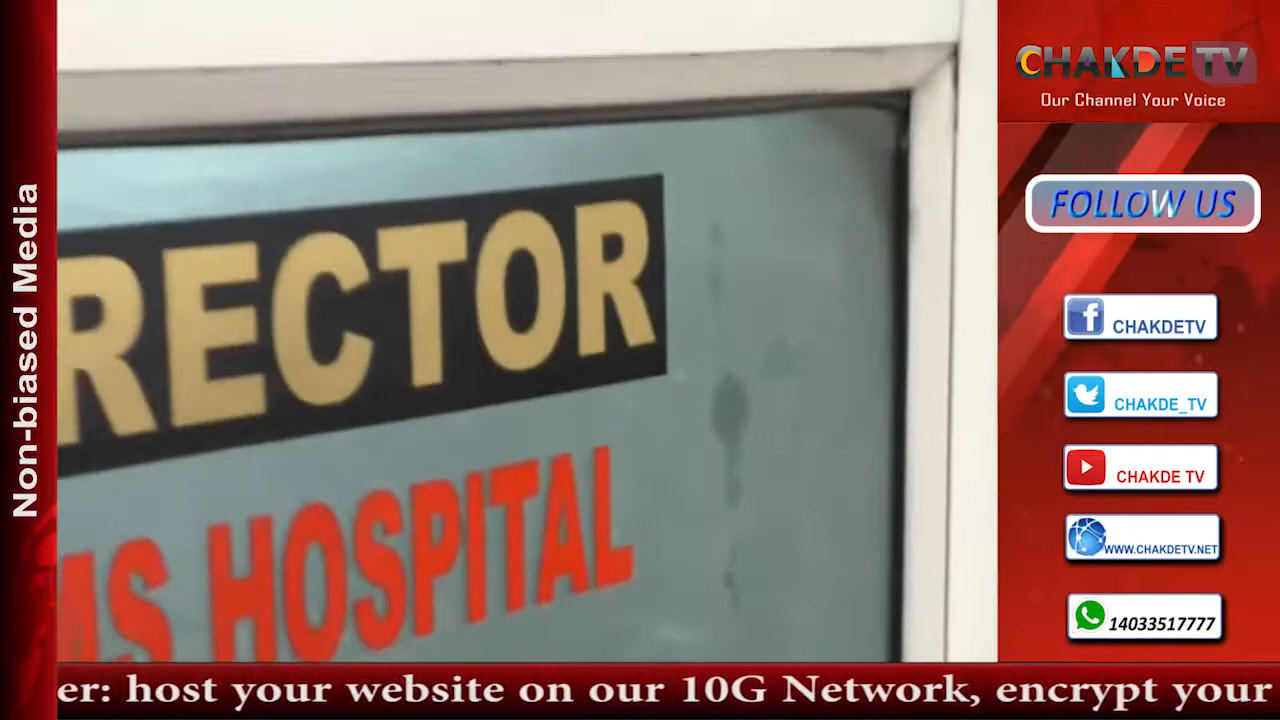 Non-biased Media
RECTOR
MS HOSPITAL
CHAKDE TV
Our Channel Your Voice
FOLLOW US
CHAKDETV
CHAKDE_TV
CHAKDE TV
WWW.CHAKDETV.NET
14033517777
er: host your website on our 10G Network, encrypt your